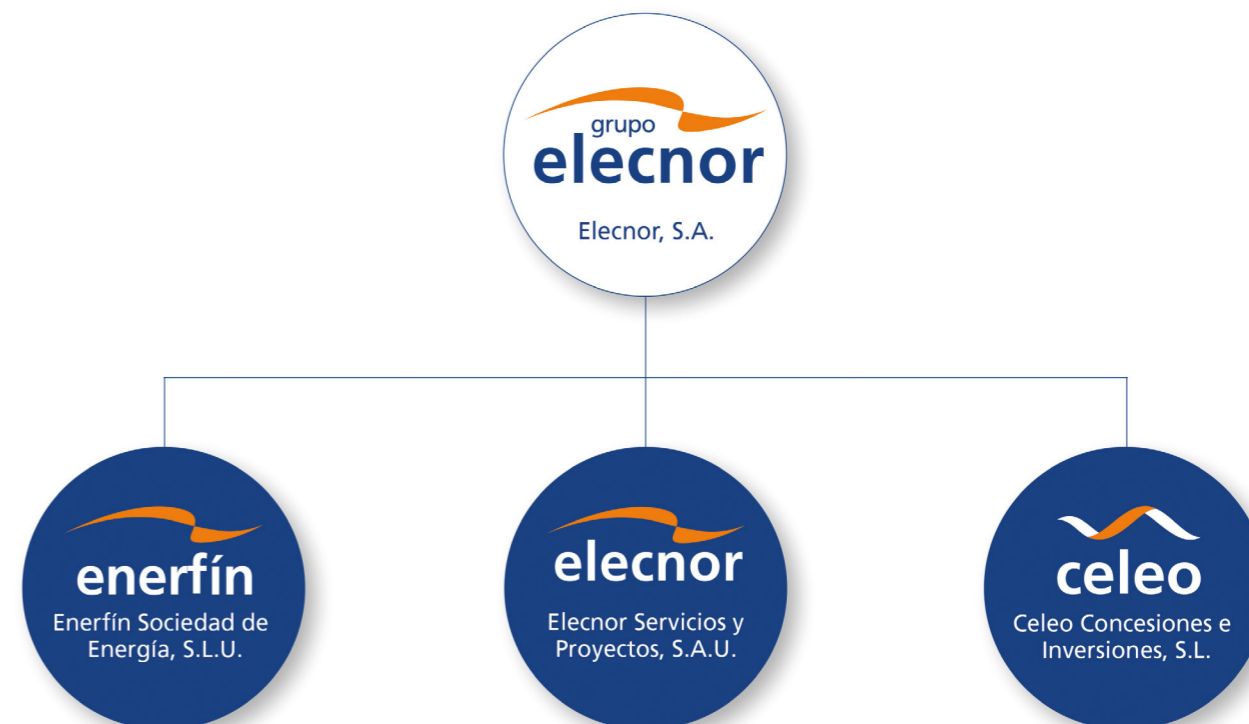 grupo
elecnor
Elecnor, S.A.
enerfín
Enerfín Sociedad de
Energía, S.L.U.
elecnor
Elecnor Servicios y
Proyectos, S.A.U.
celeo
Celeo Concesiones e
Inversiones, S.L.